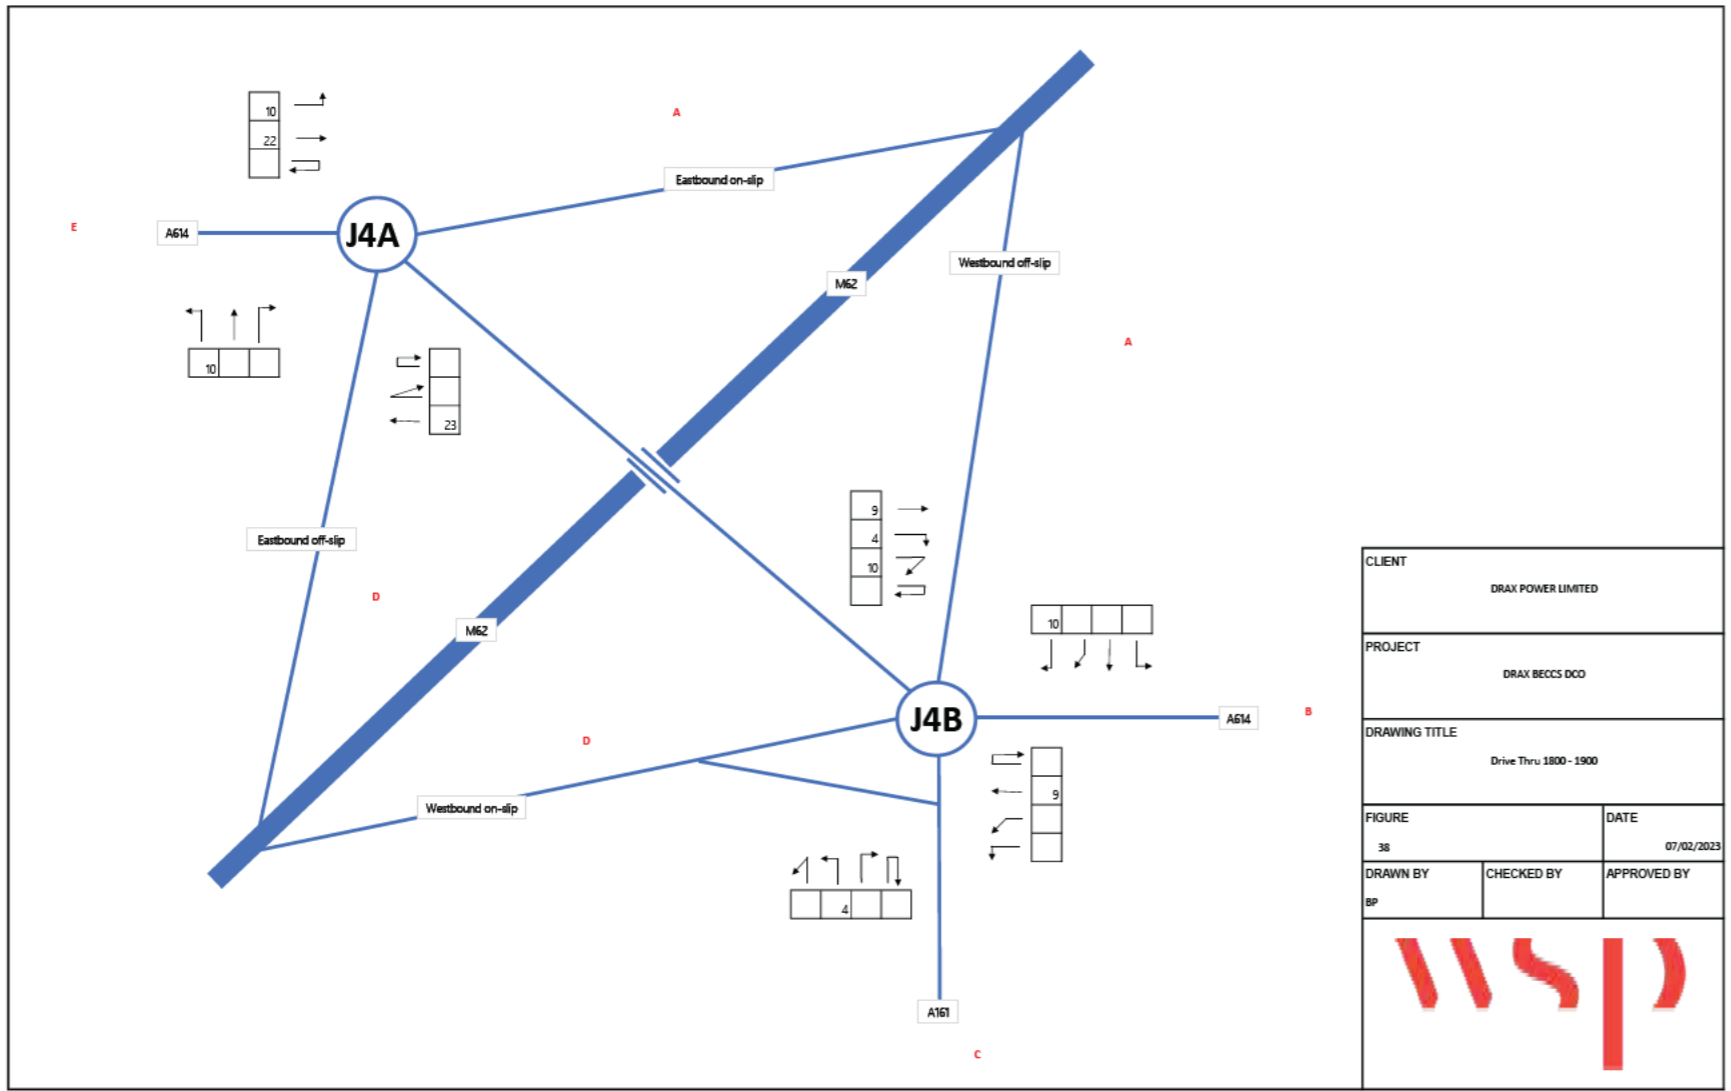 10
A
22
Eastbound on-slip
E
A614
J4A
Westbound off-slip
M62
A
10
23
9
4
Eastbound off-slip
10
D
10
M62
J4B
A614
B
D
9
Westbound on-slip
4
A161
C
CLIENT
DRAX POWER LIMITED
PROJECT
DRAX BECCS DCO
DRAWING TITLE
Drive Thru 1800 - 1900
FIGURE
38
DATE
07/02/2023
DRAWN BY
BP
CHECKED BY
APPROVED BY
wsp